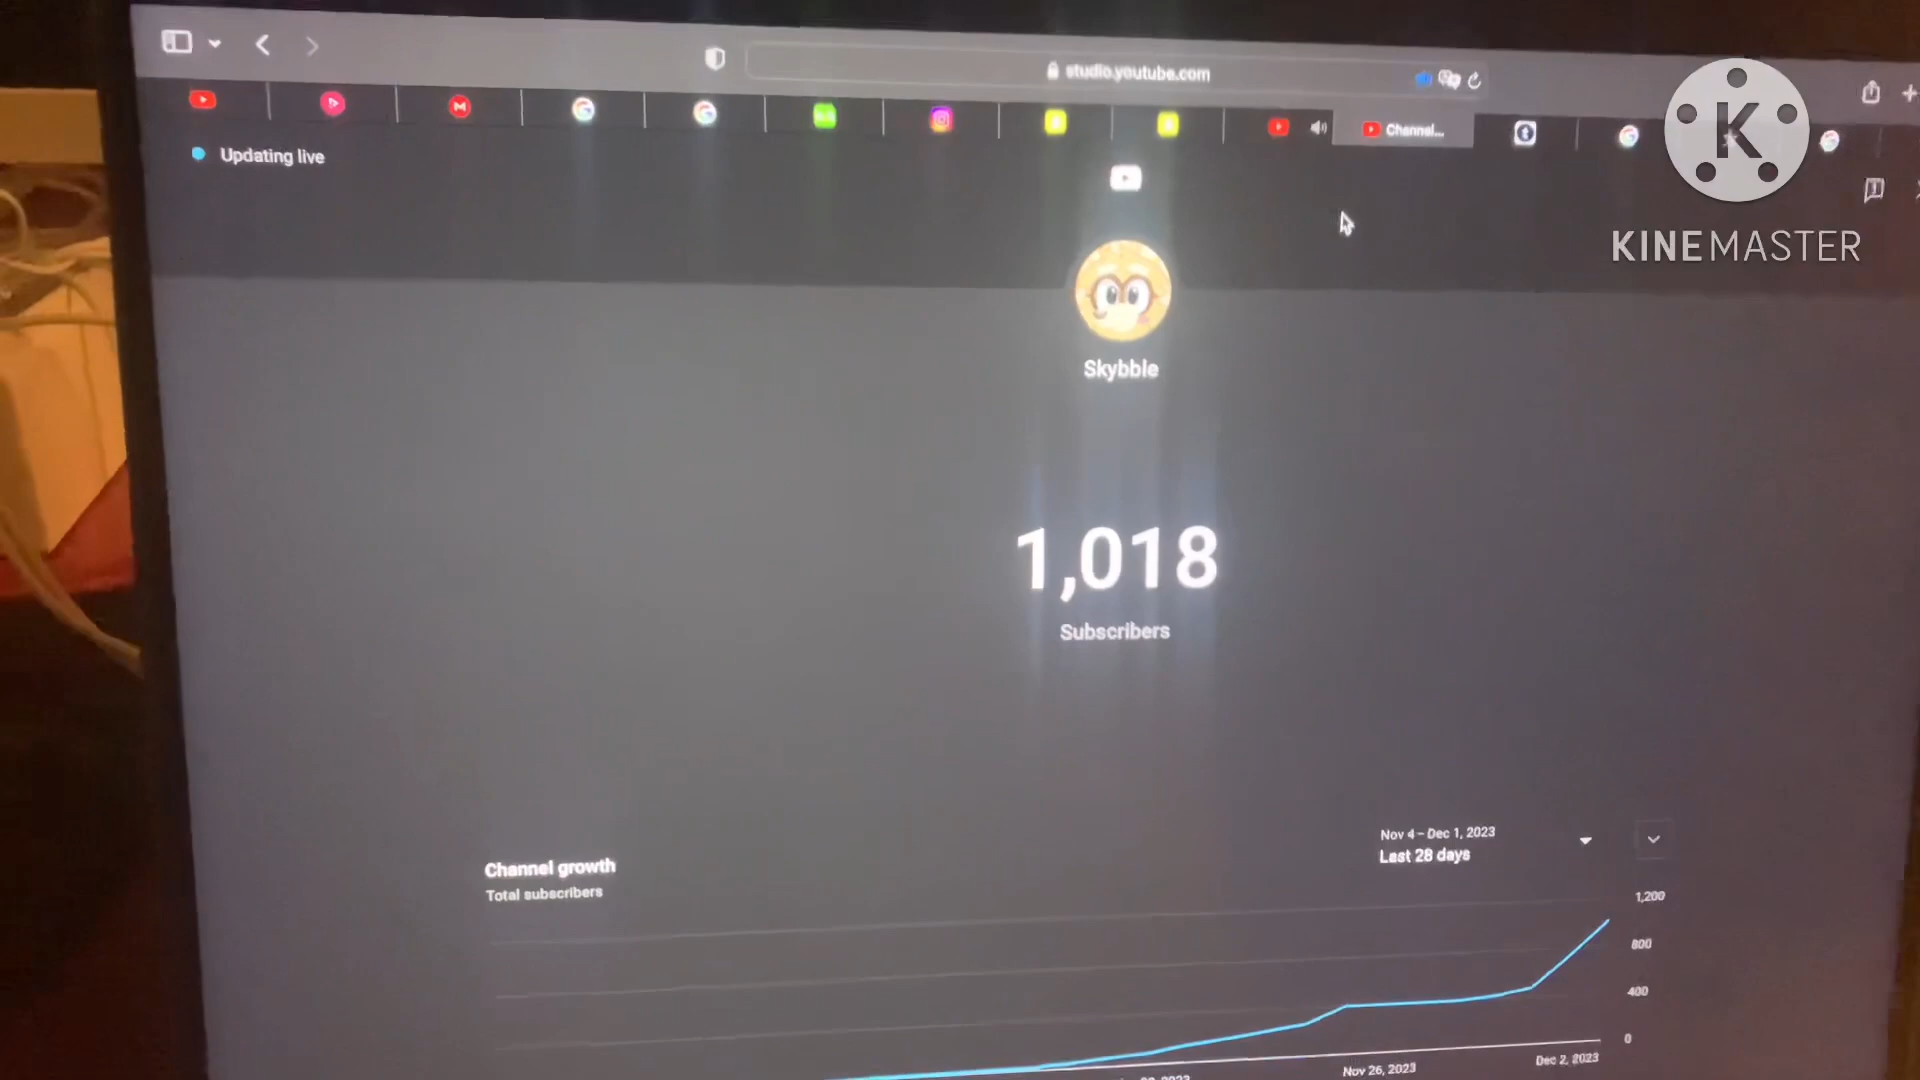 studio.youtube.com
Channel...
Updating live
K
KINEMASTER
Skybble
1,018
Subscribers
Nov 4 – Dec 1, 2023
Last 28 days
Channel growth
Total subscribers
1,200
800
400
0
Nov 26, 2023
Dec 2, 2023